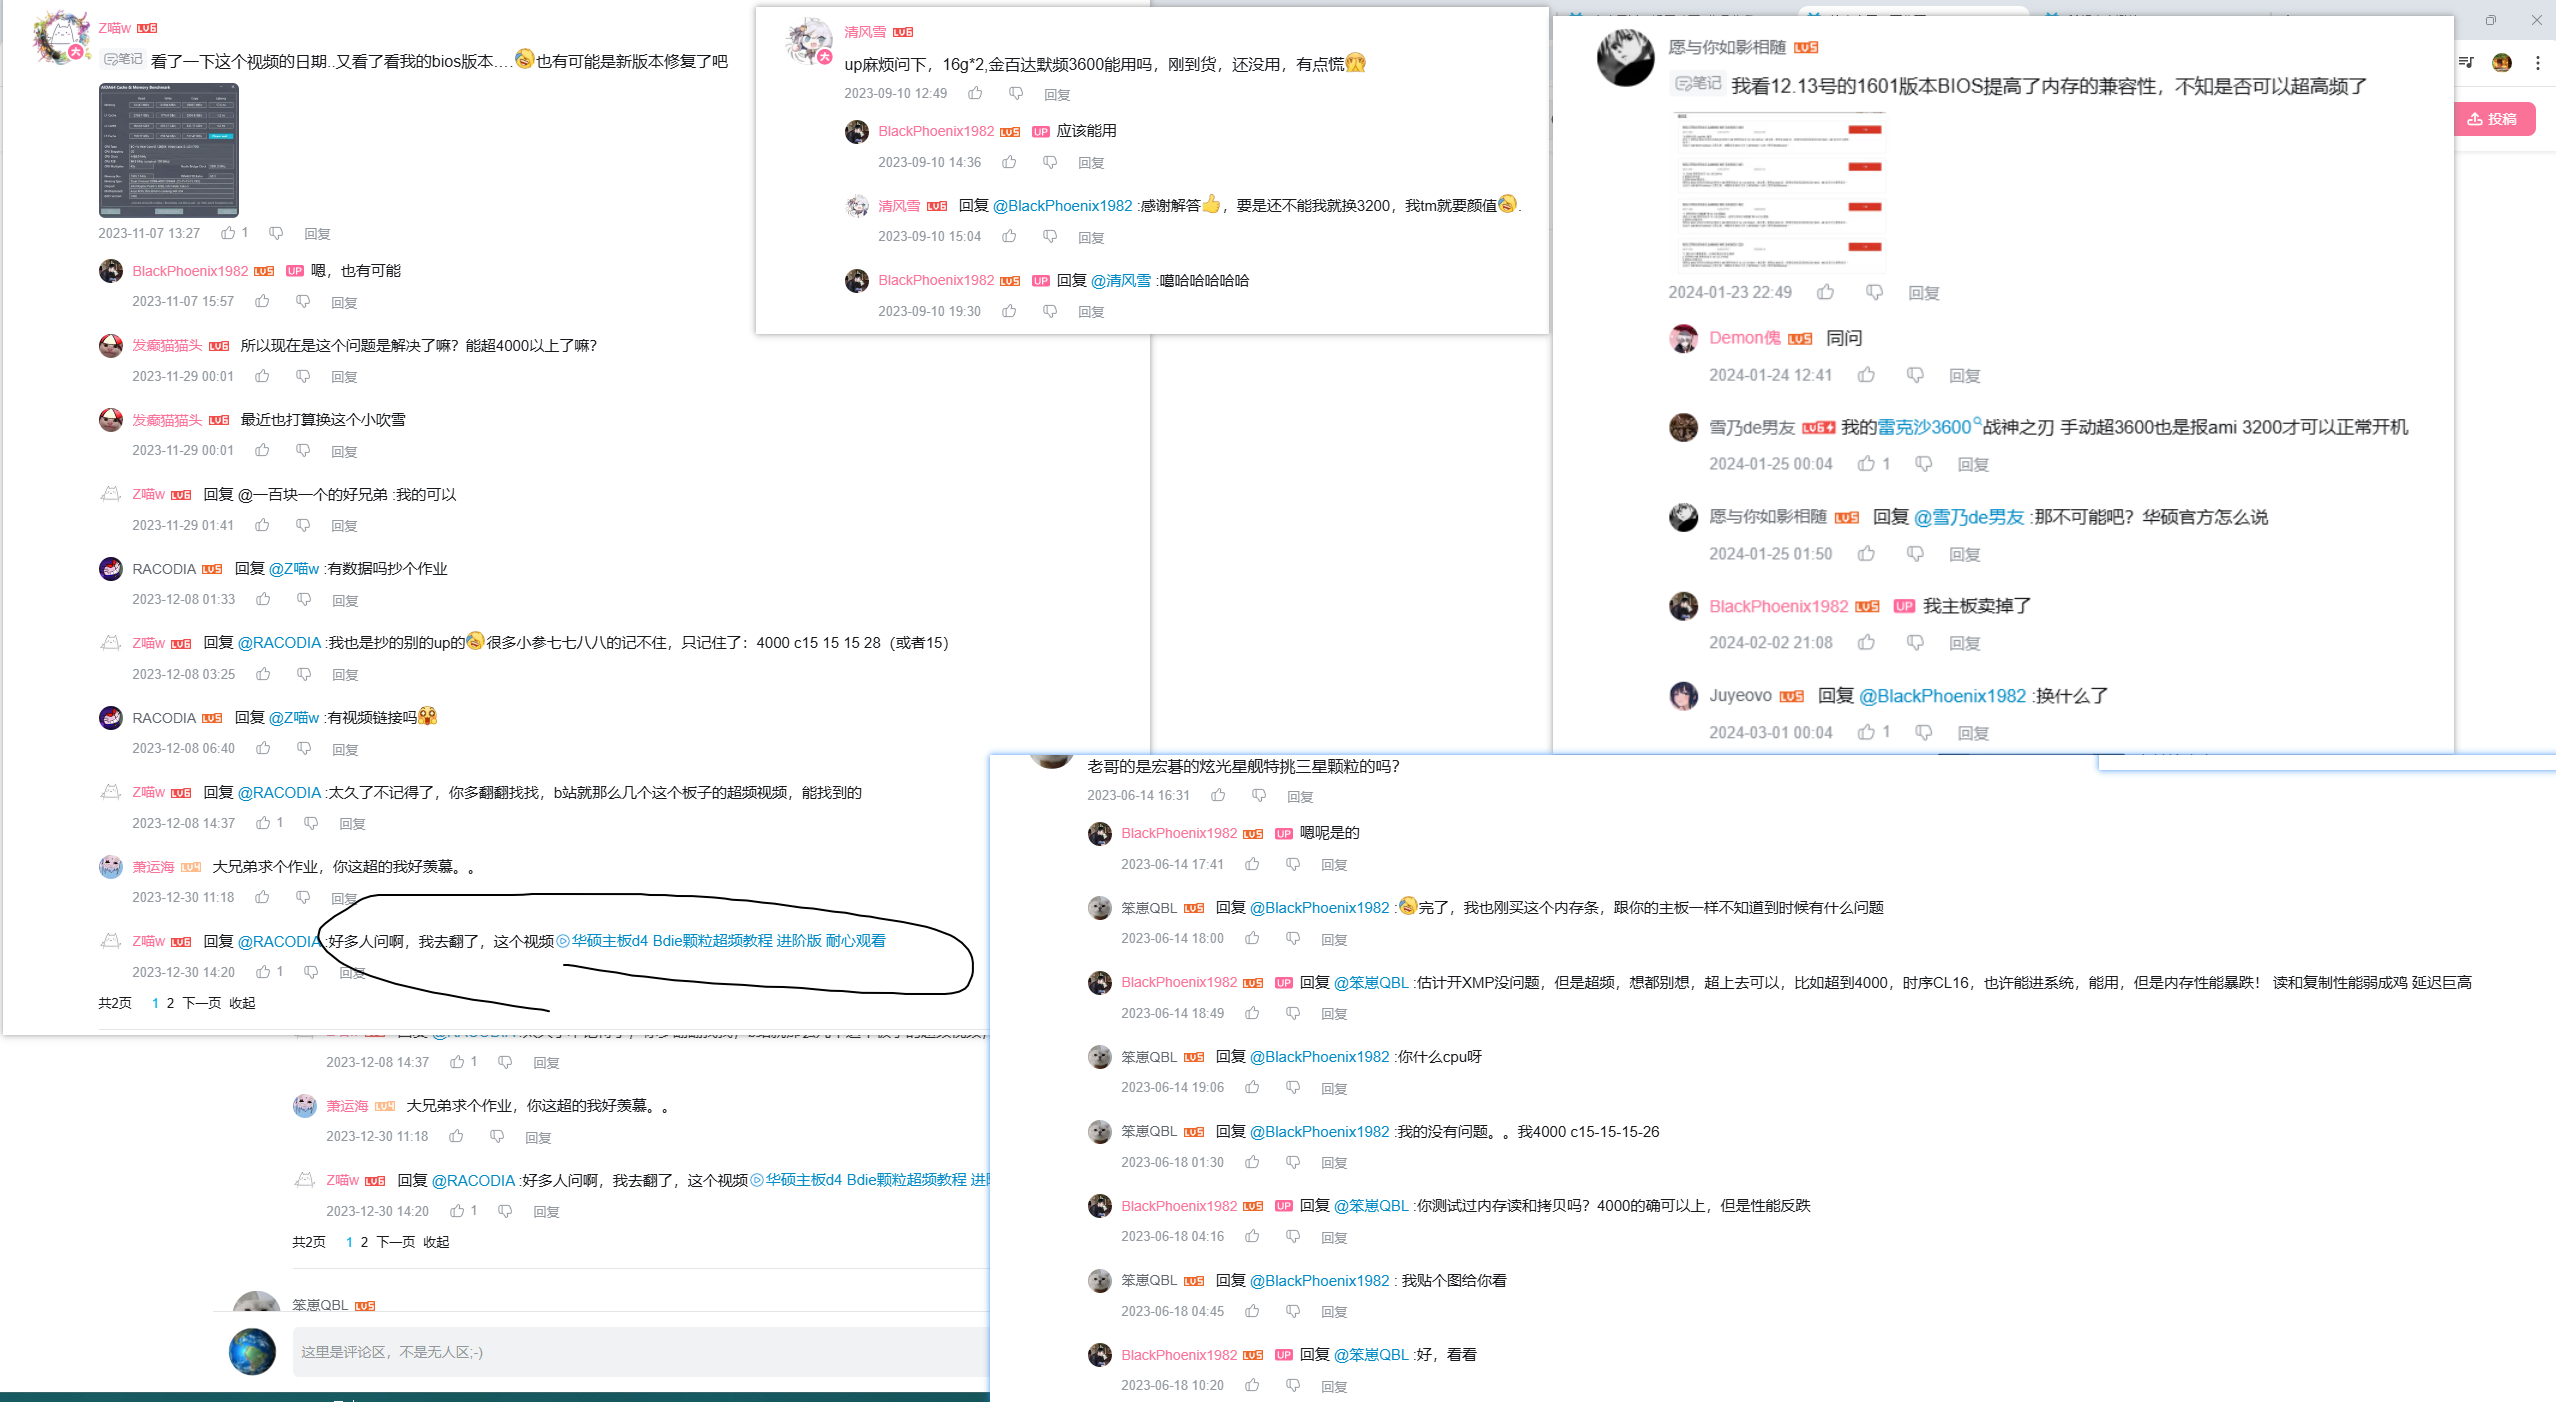 Z喵w LV6
笔记 看了一下这个视频的日期..又看了看我的bios版本....也有可能是新版本修复了吧
AIDA64 Cache & Memory Benchmark
2023-11-07 13:27 1 回复
BlackPhoenix1982 LV5 UP 嗯，也有可能
2023-11-07 15:57 回复
发癫猫猫头 LV6 所以现在是这个问题是解决了嘛？能超4000以上了嘛？
2023-11-29 00:01 回复
发癫猫猫头 LV6 最近也打算换这个小吹雪
2023-11-29 00:01 回复
Z喵w LV6 回复 @一百块一个的好兄弟 :我的可以
2023-11-29 01:41 回复
RACODIA LV5 回复 @Z喵w :有数据吗抄个作业
2023-12-08 01:33 回复
Z喵w LV6 回复 @RACODIA :我也是抄的别的up的很多小参七七八八的记不住，只记住了：4000 c15 15 15 28（或者15）
2023-12-08 03:25 回复
RACODIA LV5 回复 @Z喵w :有视频链接吗
2023-12-08 06:40 回复
Z喵w LV6 回复 @RACODIA :太久了不记得了，你多翻翻找找，b站就那么几个这个板子的超频视频，能找到的
2023-12-08 14:37 1 回复
萧运海 LV4 大兄弟求个作业，你这超的我好羡慕。。
2023-12-30 11:18 回复
Z喵w LV6 回复 @RACODIA :好多人问啊，我去翻了，这个视频华硕主板d4 Bdie颗粒超频教程 进阶版 耐心观看
2023-12-30 14:20 1 回复
共2页 1 2 下一页 收起
2023-12-08 14:37 1 回复
萧运海 LV4 大兄弟求个作业，你这超的我好羡慕。。
2023-12-30 11:18 回复
Z喵w LV6 回复 @RACODIA :好多人问啊，我去翻了，这个视频华硕主板d4 Bdie颗粒超频教程
2023-12-30 14:20 1 回复
共2页 1 2 下一页 收起
笨崽QBL LV5
这里是评论区，不是无人区;-)
清风雪 LV6
up麻烦问下，16g*2,金百达默频3600能用吗，刚到货，还没用，有点慌
2023-09-10 12:49 回复
BlackPhoenix1982 LV5 UP 应该能用
2023-09-10 14:36 回复
清风雪 LV6 回复 @BlackPhoenix1982 :感谢解答，要是还不能我就换3200，我tm就要颜值.
2023-09-10 15:04 回复
BlackPhoenix1982 LV5 UP 回复 @清风雪 :噶哈哈哈哈哈
2023-09-10 19:30 回复
投稿
愿与你如影相随 LV5
笔记 我看12.13号的1601版本BIOS提高了内存的兼容性，不知是否可以超高频了
2024-01-23 22:49 回复
Demon傀 LV5 同问
2024-01-24 12:41 回复
雪乃de男友 LV6 我的雷克沙3600战神之刃 手动超3600也是报ami 3200才可以正常开机
2024-01-25 00:04 1 回复
愿与你如影相随 LV5 回复 @雪乃de男友 :那不可能吧？华硕官方怎么说
2024-01-25 01:50 回复
BlackPhoenix1982 LV5 UP 我主板卖掉了
2024-02-02 21:08 回复
Juyeovo LV5 回复 @BlackPhoenix1982 :换什么了
2024-03-01 00:04 1 回复
老哥的是宏碁的炫光星舰特挑三星颗粒的吗？
2023-06-14 16:31 回复
BlackPhoenix1982 LV5 UP 嗯呢是的
2023-06-14 17:41 回复
笨崽QBL LV5 回复 @BlackPhoenix1982 :完了，我也刚买这个内存条，跟你的主板一样不知道到时候有什么问题
2023-06-14 18:00 回复
BlackPhoenix1982 LV5 UP 回复 @笨崽QBL :估计开XMP没问题，但是超频，想都别想，超上去可以，比如超到4000，时序CL16，也许能进系统，能用，但是内存性能暴跌！ 读和复制性能弱成鸡 延迟巨高
2023-06-14 18:49 回复
笨崽QBL LV5 回复 @BlackPhoenix1982 :你什么cpu呀
2023-06-14 19:06 回复
笨崽QBL LV5 回复 @BlackPhoenix1982 :我的没有问题。。我4000 c15-15-15-26
2023-06-18 01:30 回复
BlackPhoenix1982 LV5 UP 回复 @笨崽QBL :你测试过内存读和拷贝吗？4000的确可以上，但是性能反跌
2023-06-18 04:16 回复
笨崽QBL LV5 回复 @BlackPhoenix1982 : 我贴个图给你看
2023-06-18 04:45 回复
BlackPhoenix1982 LV5 UP 回复 @笨崽QBL :好，看看
2023-06-18 10:20 回复